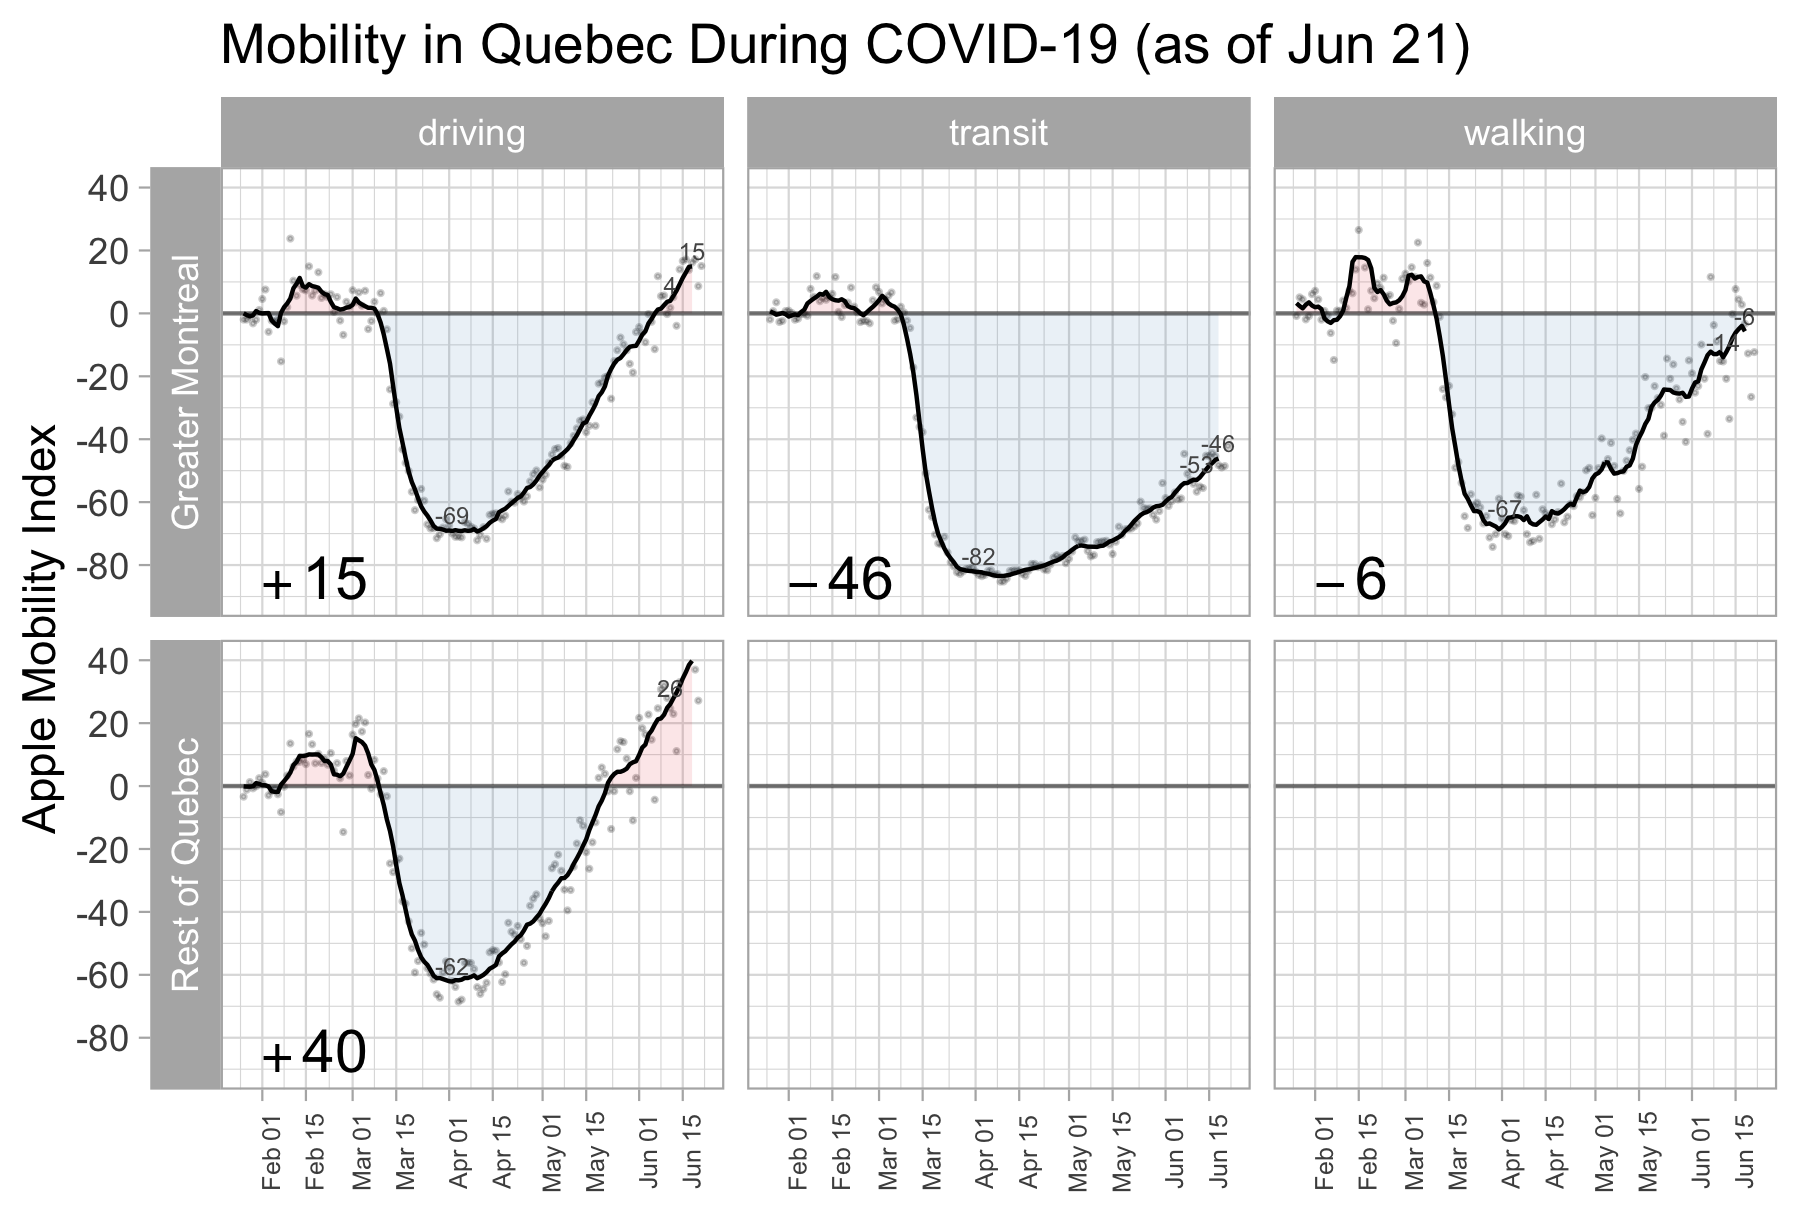 Mobility in Quebec During COVID-19 (as of Jun 21)
driving
transit
walking
Apple Mobility Index
Greater Montreal
40
20
0
-20
-40
-60
-80
15
4
-69
+15
-46
-53
-82
−46
-6
-14
-67
−6
Rest of Quebec
40
20
0
-20
-40
-60
-80
26
-62
+40
Feb 01
Feb 15
Mar 01
Mar 15
Apr 01
Apr 15
May 01
May 15
Jun 01
Jun 15
Feb 01
Feb 15
Mar 01
Mar 15
Apr 01
Apr 15
May 01
May 15
Jun 01
Jun 15
Feb 01
Feb 15
Mar 01
Mar 15
Apr 01
Apr 15
May 01
May 15
Jun 01
Jun 15